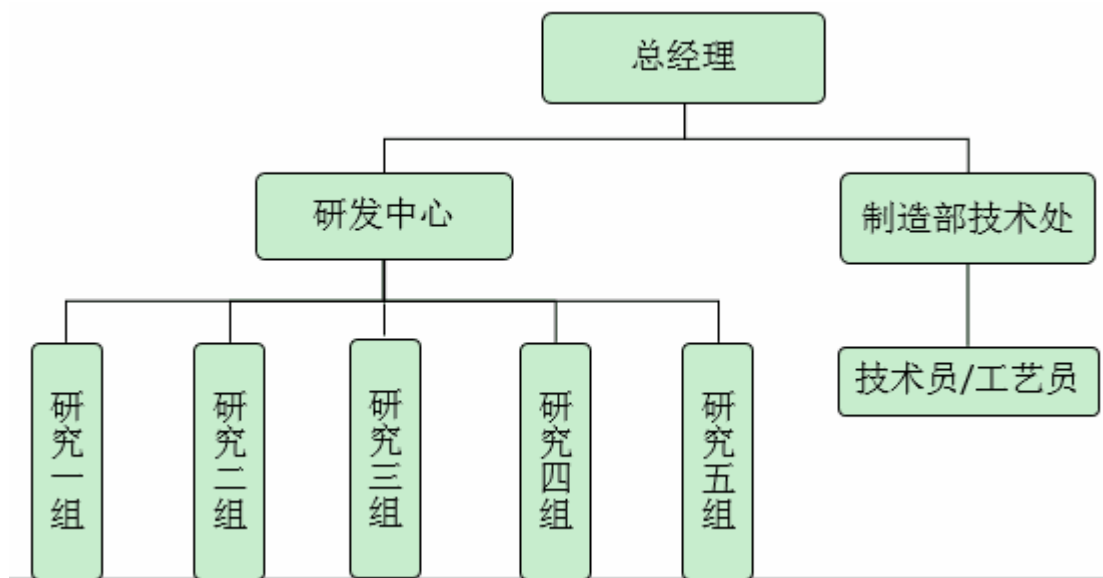 总经理
研发中心
制造部技术处
研究一组
研究二组
研究三组
研究四组
研究五组
技术员/工艺员